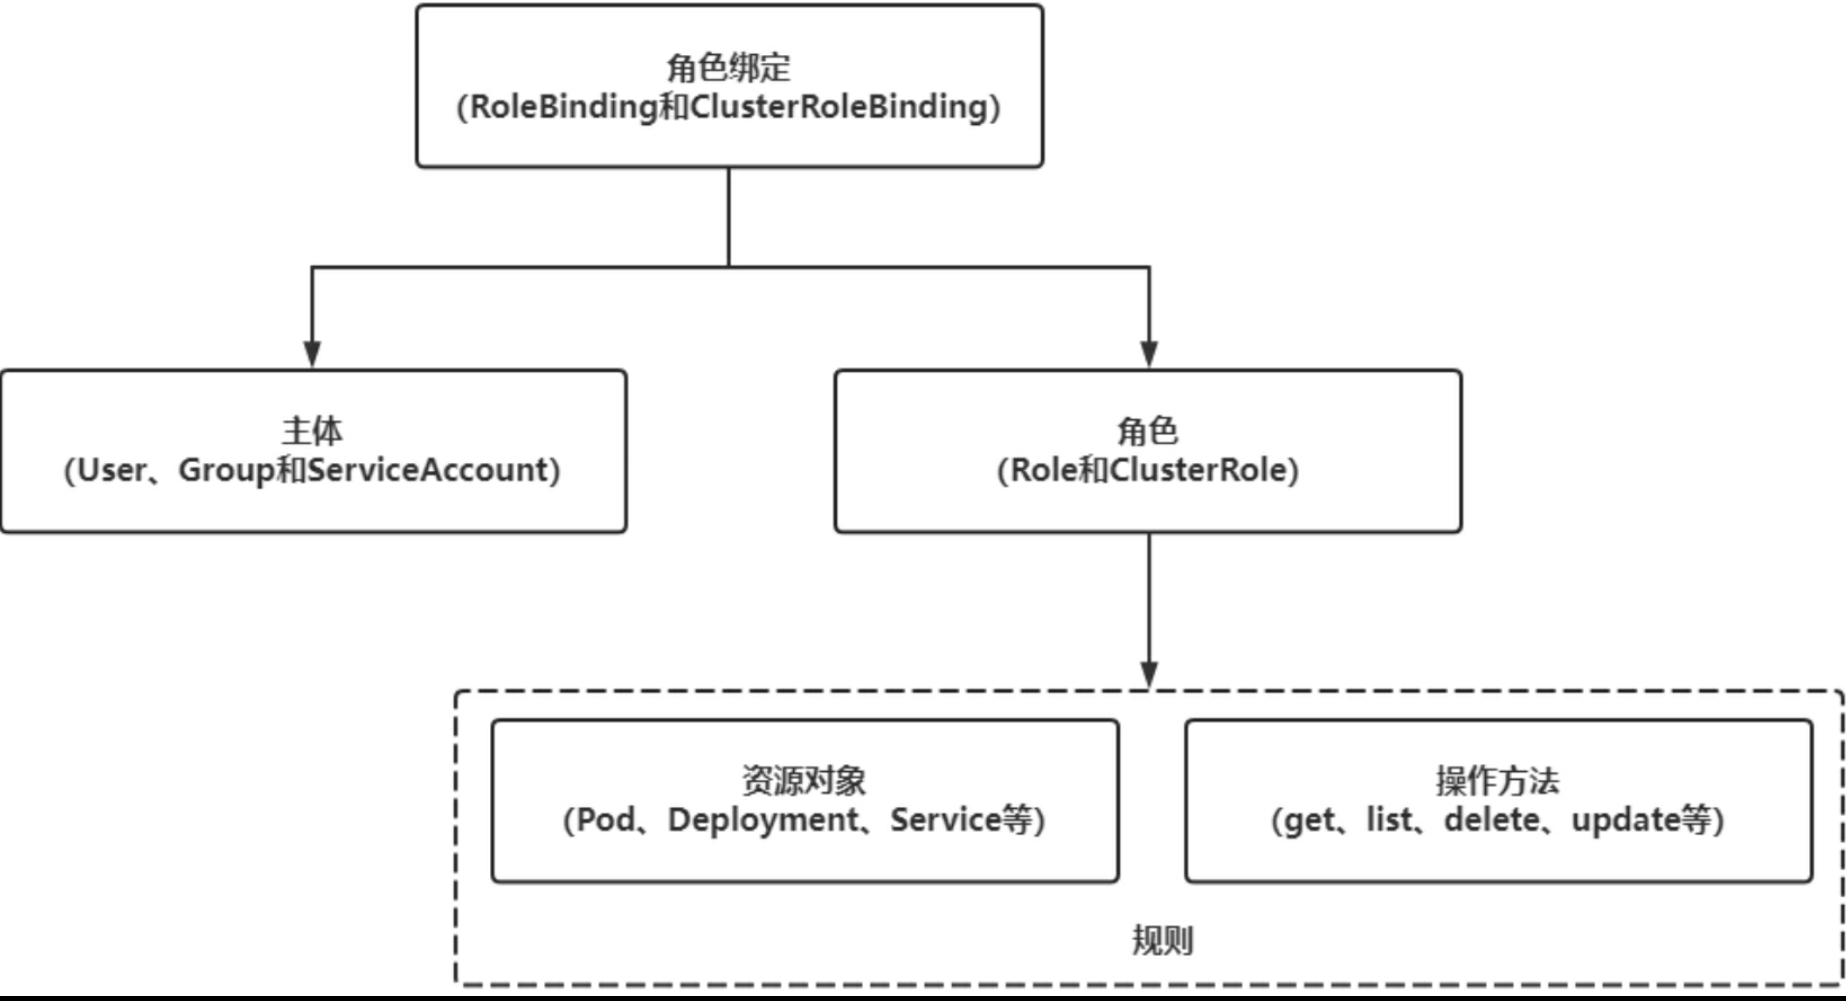 角色绑定
（RoleBinding和ClusterRoleBinding）
主体
（User、Group和ServiceAccount）
角色
（Role和ClusterRole）
资源对象
（Pod、Deployment、Service等）
操作方法
（get、list、delete、update等）
规则